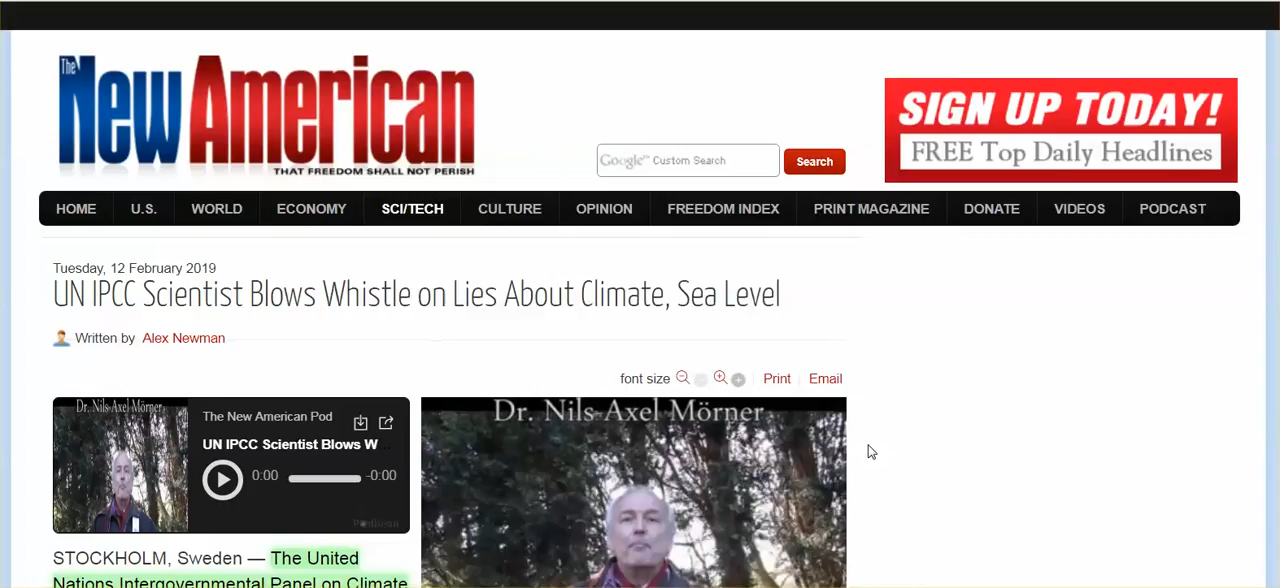 The
New American
THAT FREEDOM SHALL NOT PERISH
Google™ Custom Search
Search
SIGN UP TODAY!
FREE Top Daily Headlines
HOME U.S. WORLD ECONOMY SCI/TECH CULTURE OPINION FREEDOM INDEX PRINT MAGAZINE DONATE VIDEOS PODCAST
Tuesday, 12 February 2019
UN IPCC Scientist Blows Whistle on Lies About Climate, Sea Level
Written by Alex Newman
font size Print Email
Dr. Nils-Axel Mörner
The New American Pod
UN IPCC Scientist Blows W
0:00 -0:00
Podbean
Dr. Nils-Axel Mörner
STOCKHOLM, Sweden — The United
Nations Intergovernmental Panel on Climate